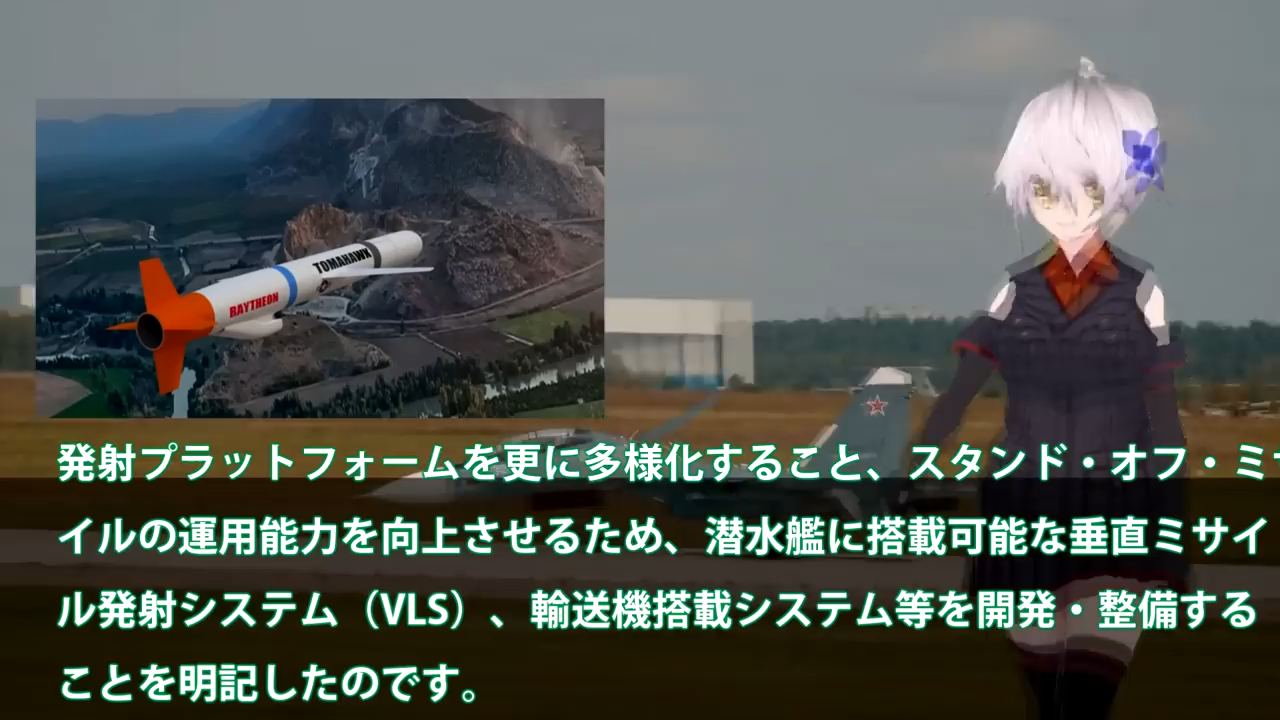 TOMAHAWK
RAYTHEON
発射プラットフォームを更に多様化すること、スタンド・オフ・ミサ
イルの運用能力を向上させるため、潜水艦に搭載可能な垂直ミサイ
ル発射システム（VLS）、輸送機搭載システム等を開発・整備する
ことを明記したのです。